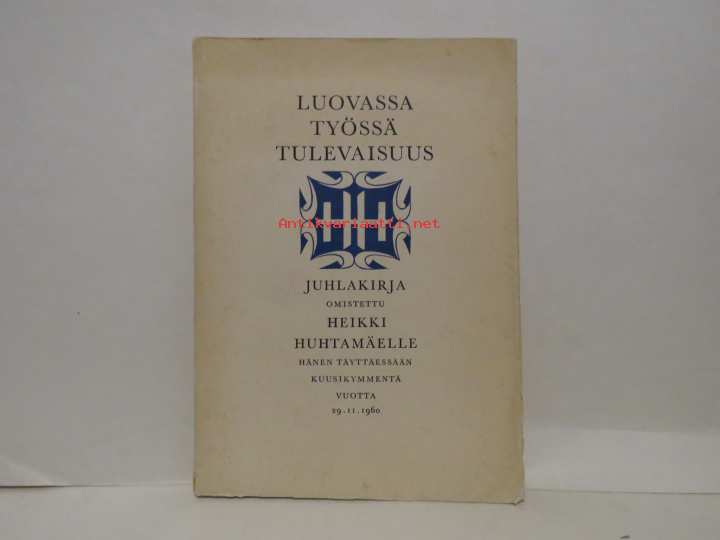 LUOVASSA
TYÖSSÄ
TULEVAISUUS
Antikvariaatti.net
JUHLAKIRJA
OMISTETTU
HEIKKI
HUHTAMÄELLE
HÄNEN TÄYTTÄESSÄÄN
KUUSIKYMMENTÄ
VUOTTA
29.11.1960